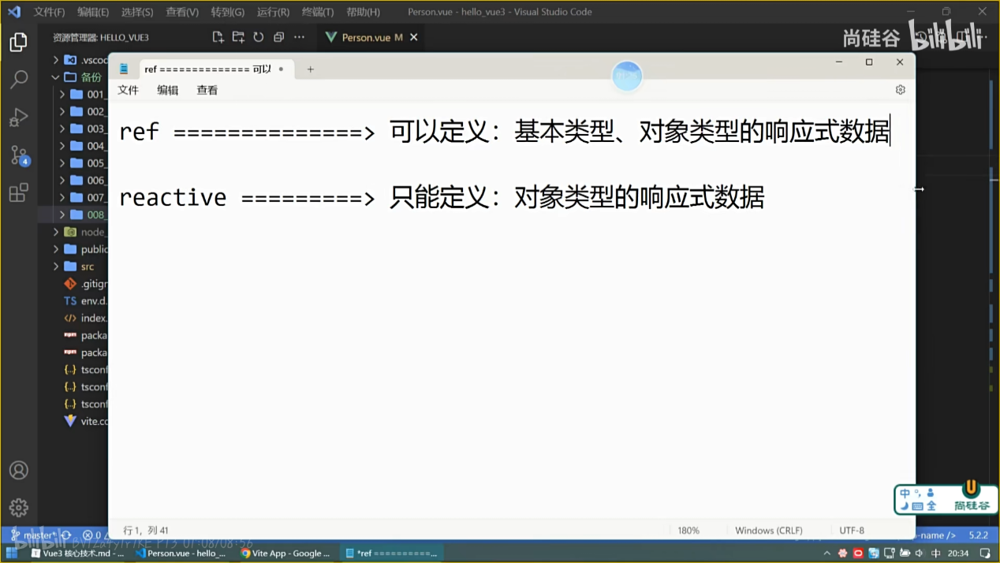 文件(F) 编辑(E) 选择(S) 查看(V) 转到(G) 运行(R) 终端(T) 帮助(H) Person.vue - hello_vue3 - Visual Studio Code
资源管理器: HELLO_VUE3
Person.vue M
尚硅谷 bilibili
.vscod
备份
001_
002_
003_
004_
005_
006_
007_
008_
node_
public
src
.gitign
TS env.d.
index.
packa
packa
tsconf
tsconf
tsconf
vite.co
4
ref ============== 可以
文件 编辑 查看
ref ==============> 可以定义：基本类型、对象类型的响应式数据
reactive =========> 只能定义：对象类型的响应式数据
行 1，列 41 180% Windows (CRLF) UTF-8
中 全 尚硅谷
master* 0 -name /> 5.2.2
bilibili P13 01:08/08:56
Vue3 核心技术.md - ... Person.vue - hello_... Vite App - Google ... *ref ==========... 中 20:34